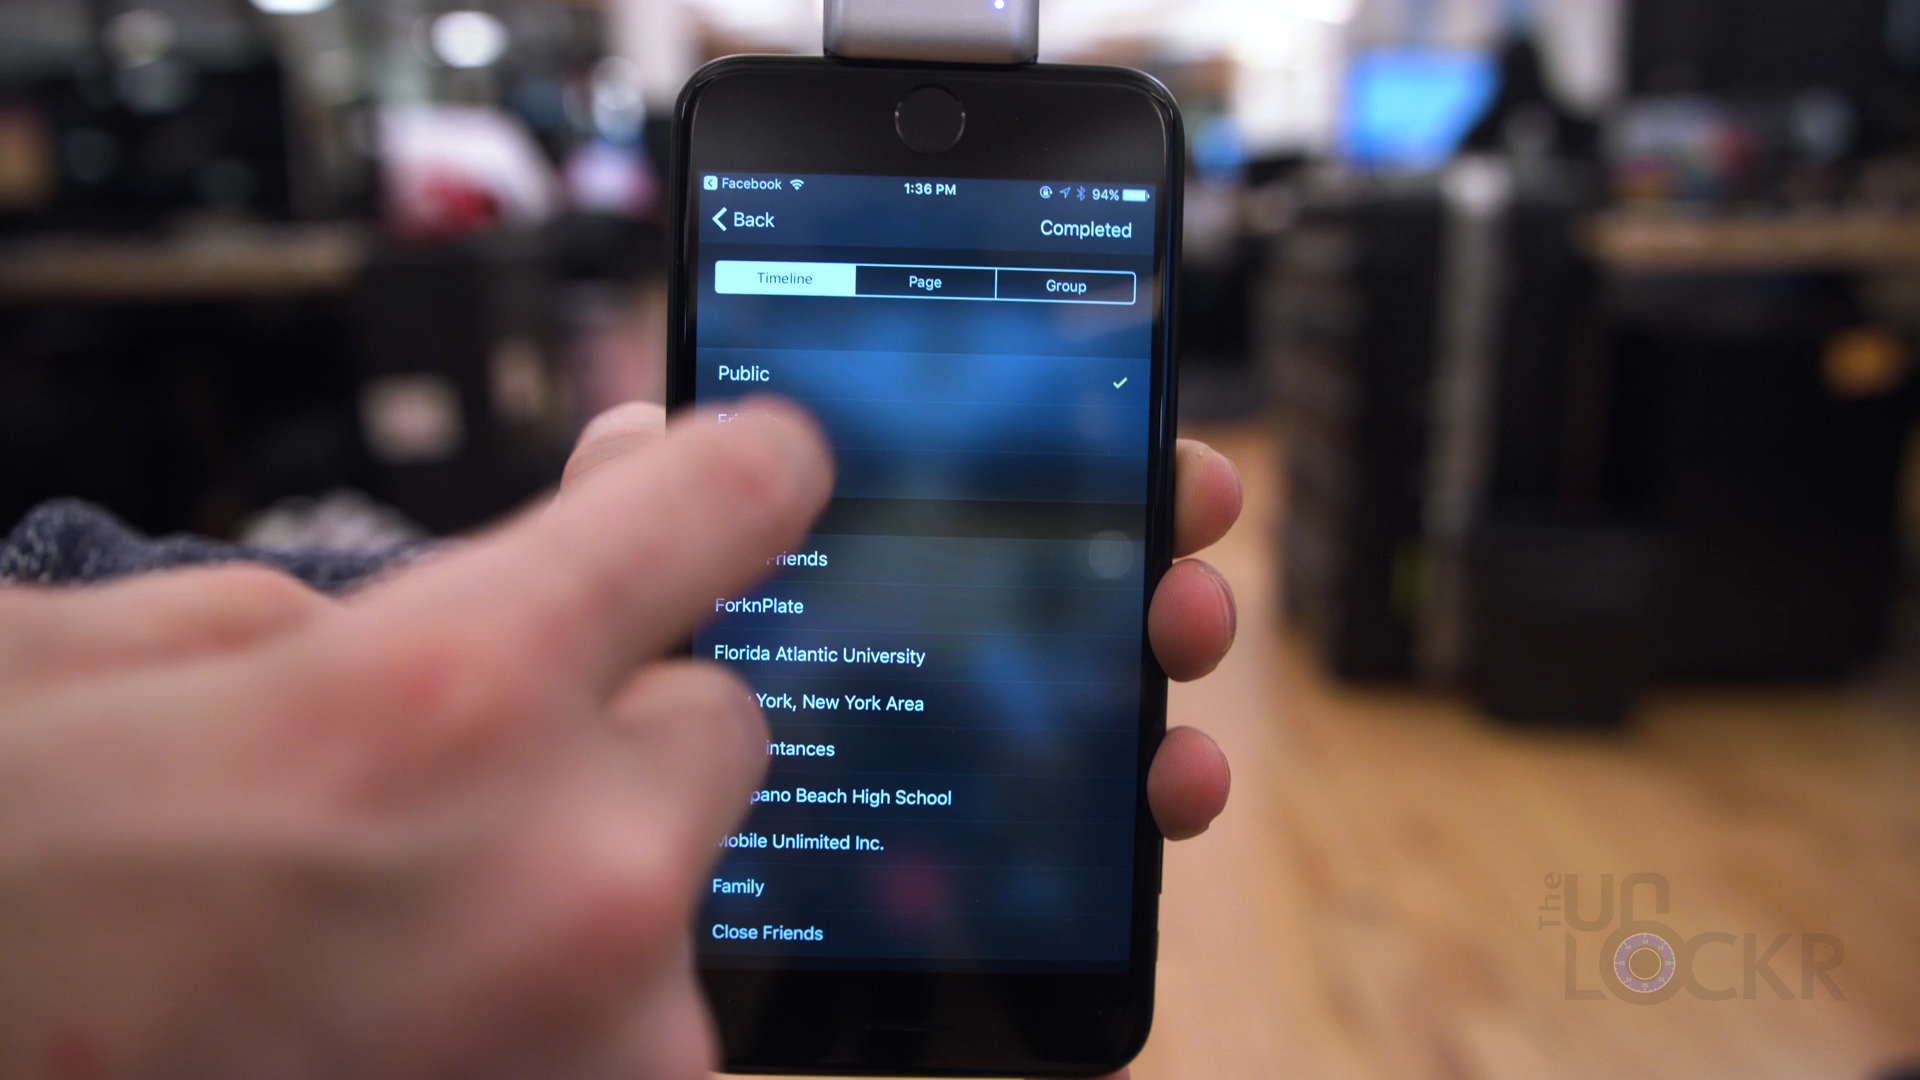 Facebook
1:36 PM
94%
Back
Completed
Timeline
Page
Group
Public
riends
ForknPlate
Florida Atlantic University
York, New York Area
intances
pano Beach High School
Mobile Unlimited Inc.
Family
Close Friends
The
UN
LOCKR